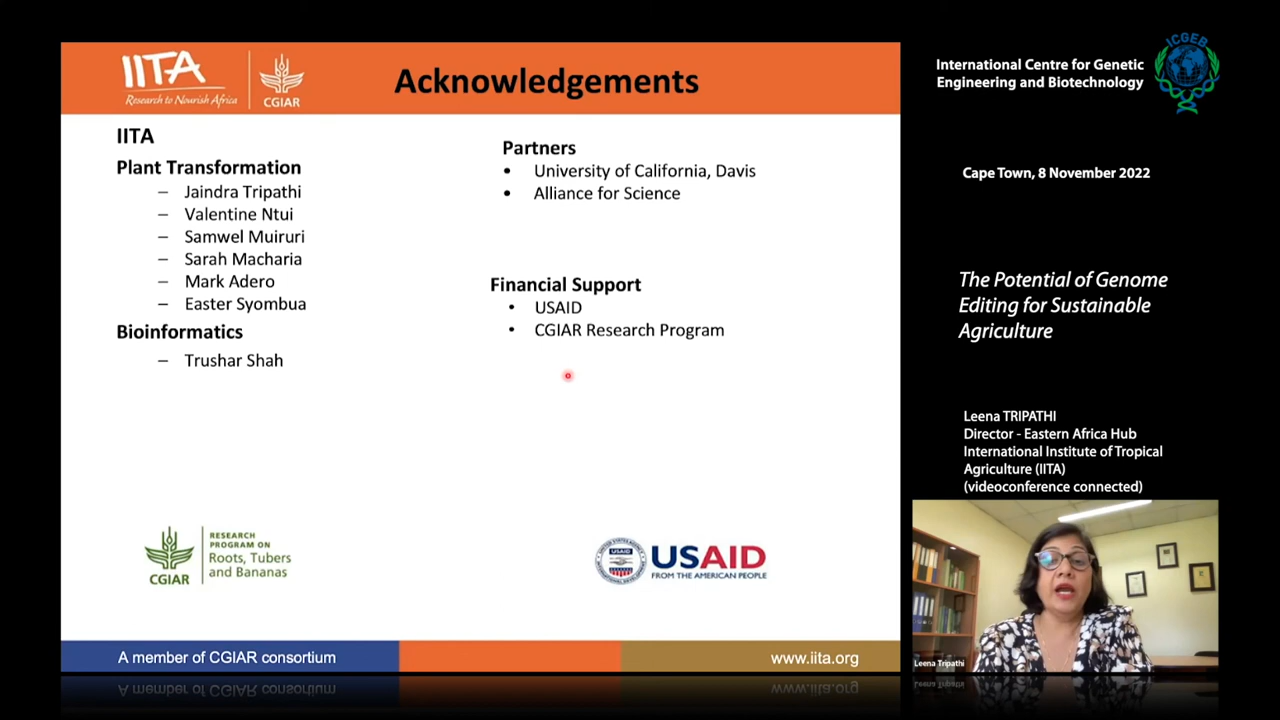 IITA
Research to Nourish Africa
CGIAR
Acknowledgements
IITA
Plant Transformation
– Jaindra Tripathi
– Valentine Ntui
– Samwel Muiruri
– Sarah Macharia
– Mark Adero
– Easter Syombua
Bioinformatics
– Trushar Shah
Partners
• University of California, Davis
• Alliance for Science
Financial Support
• USAID
• CGIAR Research Program
CGIAR
RESEARCH
PROGRAM ON
Roots, Tubers
and Bananas
USAID
USAID
FROM THE AMERICAN PEOPLE
A member of CGIAR consortium
www.iita.org
International Centre for Genetic
Engineering and Biotechnology
ICGEB
Cape Town, 8 November 2022
The Potential of Genome
Editing for Sustainable
Agriculture
Leena TRIPATHI
Director - Eastern Africa Hub
International Institute of Tropical
Agriculture (IITA)
(videoconference connected)
Leena Tripathi